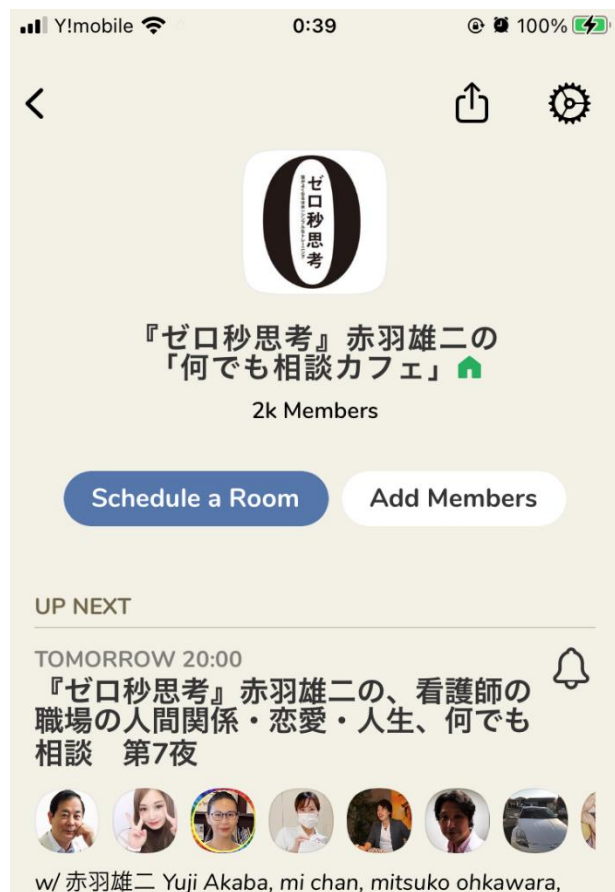 Y!mobile 0:39 100%
ゼロ秒思考
『ゼロ秒思考』赤羽雄二の
「何でも相談カフェ」
2k Members
Schedule a Room Add Members
UP NEXT
TOMORROW 20:00
『ゼロ秒思考』赤羽雄二の、看護師の
職場の人間関係・恋愛・人生、何でも
相談 第7夜
w/ 赤羽雄二 Yuji Akaba, mi chan, mitsuko ohkawara,